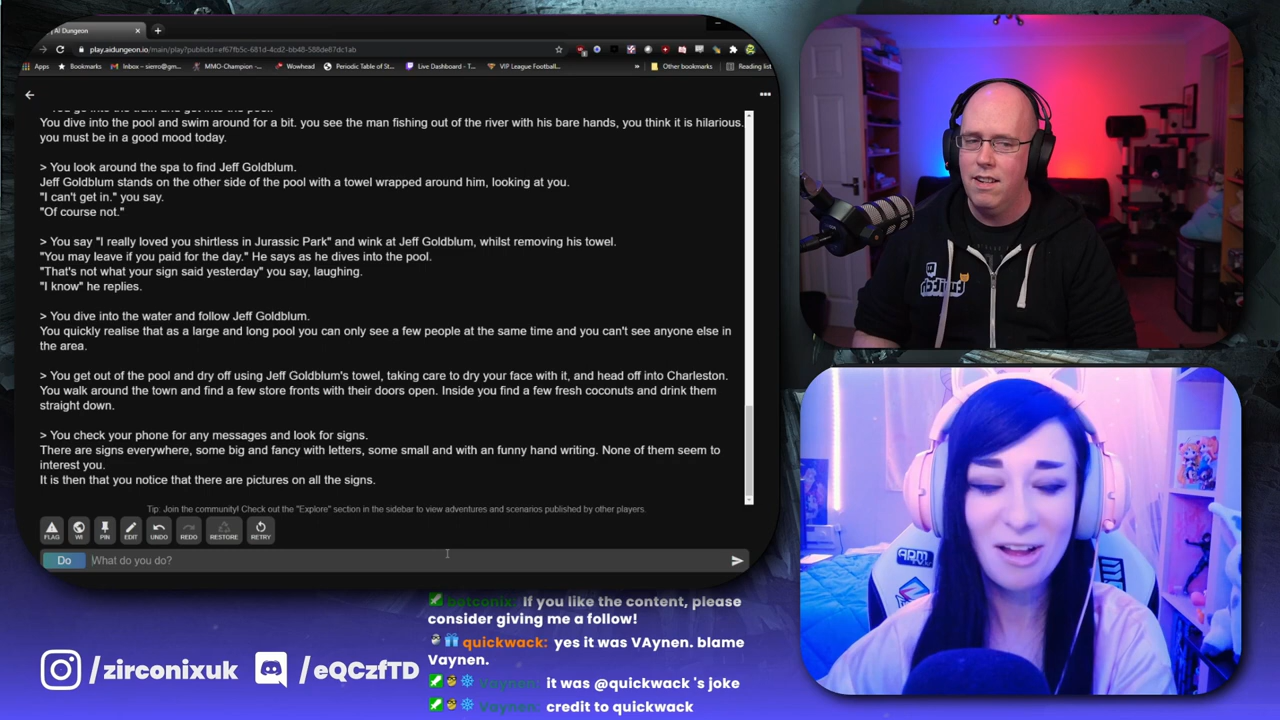 AI Dungeon
play.aidungeon.io/main/play?publicId=ef67fb5c-681d-4cd2-bb48-588de87dc1ab
Apps Bookmarks Inbox – sierro@gm... MMO-Champion -... Wowhead Periodic Table of St... Live Dashboard - T... VIP League Football... » Other bookmarks Reading list
You dive into the pool and swim around for a bit. you see the man fishing out of the river with his bare hands, you think it is hilarious.
you must be in a good mood today.
> You look around the spa to find Jeff Goldblum.
Jeff Goldblum stands on the other side of the pool with a towel wrapped around him, looking at you.
"I can't get in." you say.
"Of course not."
> You say "I really loved you shirtless in Jurassic Park" and wink at Jeff Goldblum, whilst removing his towel.
"You may leave if you paid for the day." He says as he dives into the pool.
"That's not what your sign said yesterday" you say, laughing.
"I know" he replies.
> You dive into the water and follow Jeff Goldblum.
You quickly realise that as a large and long pool you can only see a few people at the same time and you can't see anyone else in
the area.
> You get out of the pool and dry off using Jeff Goldblum's towel, taking care to dry your face with it, and head off into Charleston.
You walk around the town and find a few store fronts with their doors open. Inside you find a few fresh coconuts and drink them
straight down.
> You check your phone for any messages and look for signs.
There are signs everywhere, some big and fancy with letters, some small and with an funny hand writing. None of them seem to
interest you.
It is then that you notice that there are pictures on all the signs.
Tip: Join the community! Check out the "Explore" section in the sidebar to view adventures and scenarios published by other players.
FLAG WI PIN EDIT UNDO REDO RESTORE RETRY
Do What do you do?
botconix: If you like the content, please
consider giving me a follow!
quickwack: yes it was VAynen. blame
Vaynen.
Vaynen: it was @quickwack 's joke
Vaynen: credit to quickwack
/zirconixuk /eQCzfTD
twitch